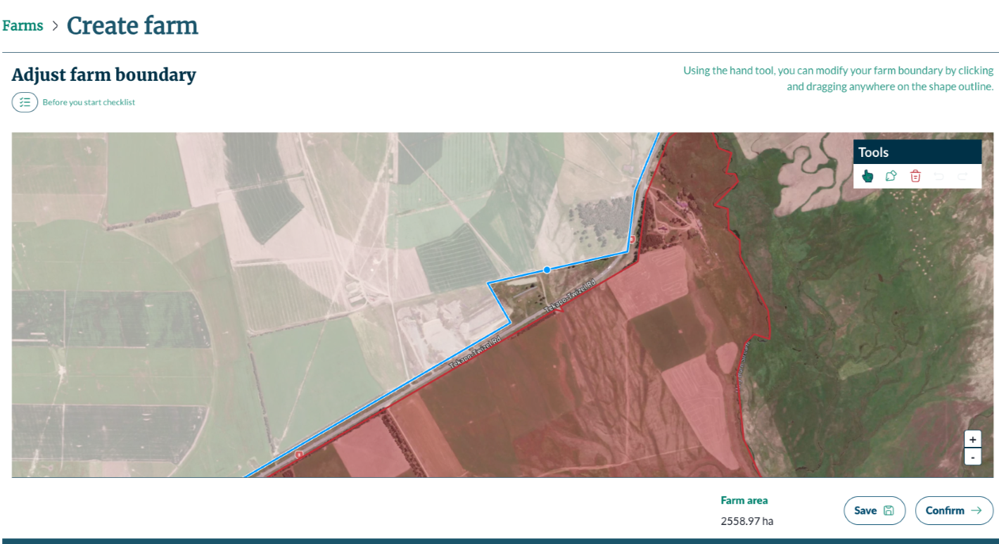 Farms > Create farm
Adjust farm boundary
Using the hand tool, you can modify your farm boundary by clicking
and dragging anywhere on the shape outline.
Before you start checklist
Tools
Tekapo-Twizel Rd
Tekapo-Twizel Rd
8
8
+
-
Farm area
2558.97 ha
Save
Confirm